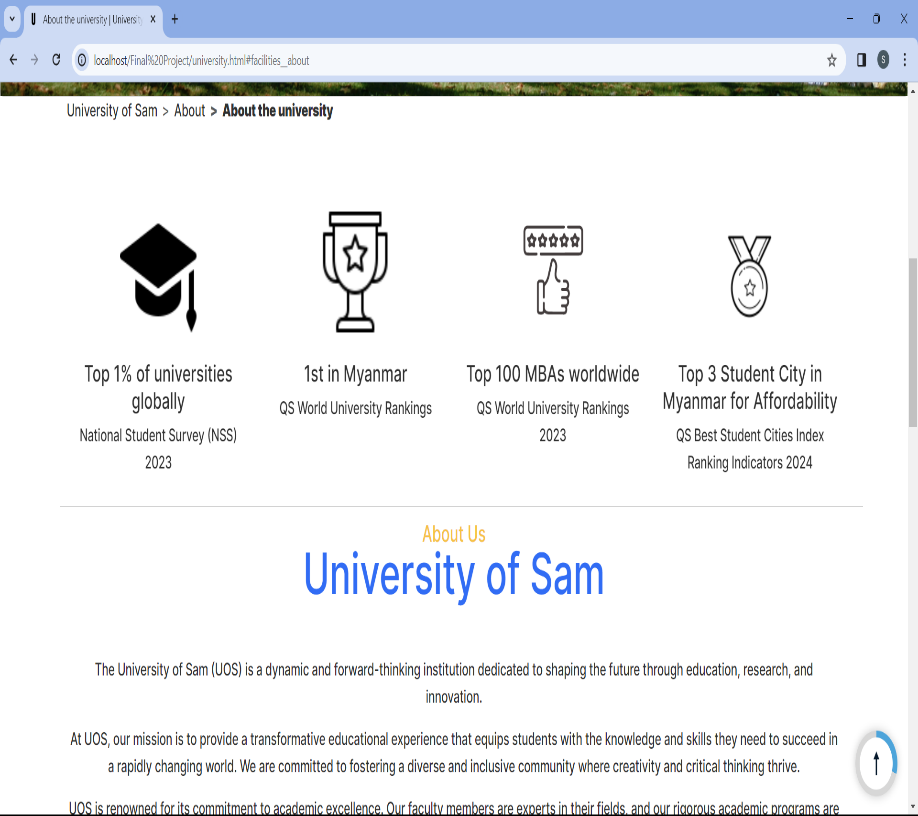 About the university | Universi
localhost/Final%20Project/university.html#facilities_about
S
University of Sam > About > About the university
Top 1% of universities
globally
National Student Survey (NSS)
2023
1st in Myanmar
QS World University Rankings
Top 100 MBAs worldwide
QS World University Rankings
2023
Top 3 Student City in
Myanmar for Affordability
QS Best Student Cities Index
Ranking Indicators 2024
About Us
University of Sam
The University of Sam (UOS) is a dynamic and forward-thinking institution dedicated to shaping the future through education, research, and
innovation.
At UOS, our mission is to provide a transformative educational experience that equips students with the knowledge and skills they need to succeed in
a rapidly changing world. We are committed to fostering a diverse and inclusive community where creativity and critical thinking thrive.
UOS is renowned for its commitment to academic excellence. Our faculty members are experts in their fields, and our rigorous academic programs are